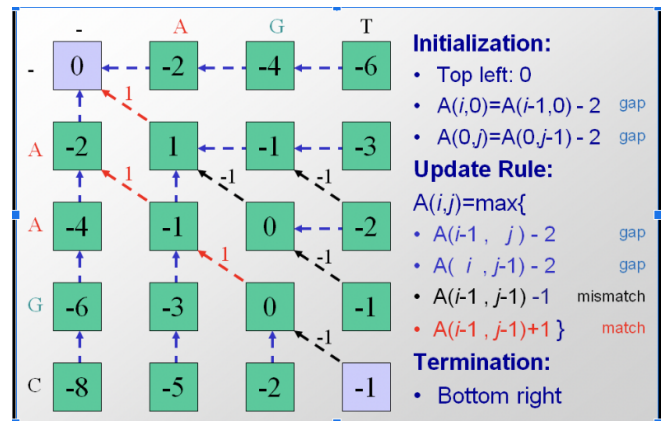 - A G T
Initialization:
- 0 -2 -4 -6
• Top left: 0
1
• A(i,0)=A(i-1,0) - 2 gap
• A(0,j)=A(0,j-1) - 2 gap
A -2 1 -1 -3
Update Rule:
1 -1 -1
A(i,j)=max{
A -4 -1 0 -2
• A(i-1 , j) - 2 gap
• A( i , j-1) - 2 gap
1 -1
• A(i-1 , j-1) -1 mismatch
G -6 -3 0 -1
• A(i-1 , j-1)+1 } match
-1
Termination:
C -8 -5 -2 -1
• Bottom right